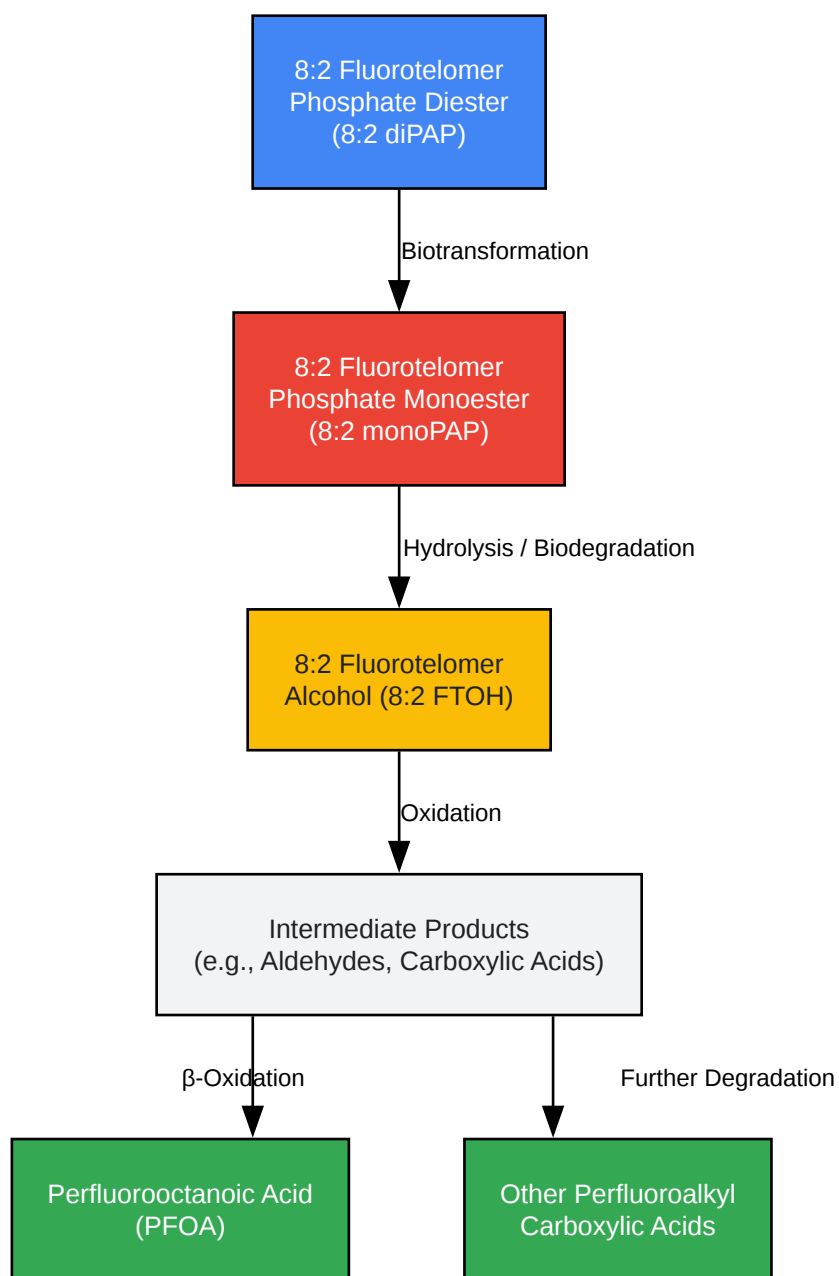 8:2 Fluorotelomer
Phosphate Diester
(8:2 diPAP)
Biotransformation
8:2 Fluorotelomer
Phosphate Monoester
(8:2 monoPAP)
Hydrolysis / Biodegradation
8:2 Fluorotelomer
Alcohol (8:2 FTOH)
Oxidation
Intermediate Products
(e.g., Aldehydes, Carboxylic Acids)
β-Oxidation
Further Degradation
Perfluorooctanoic Acid
(PFOA)
Other Perfluoroalkyl
Carboxylic Acids